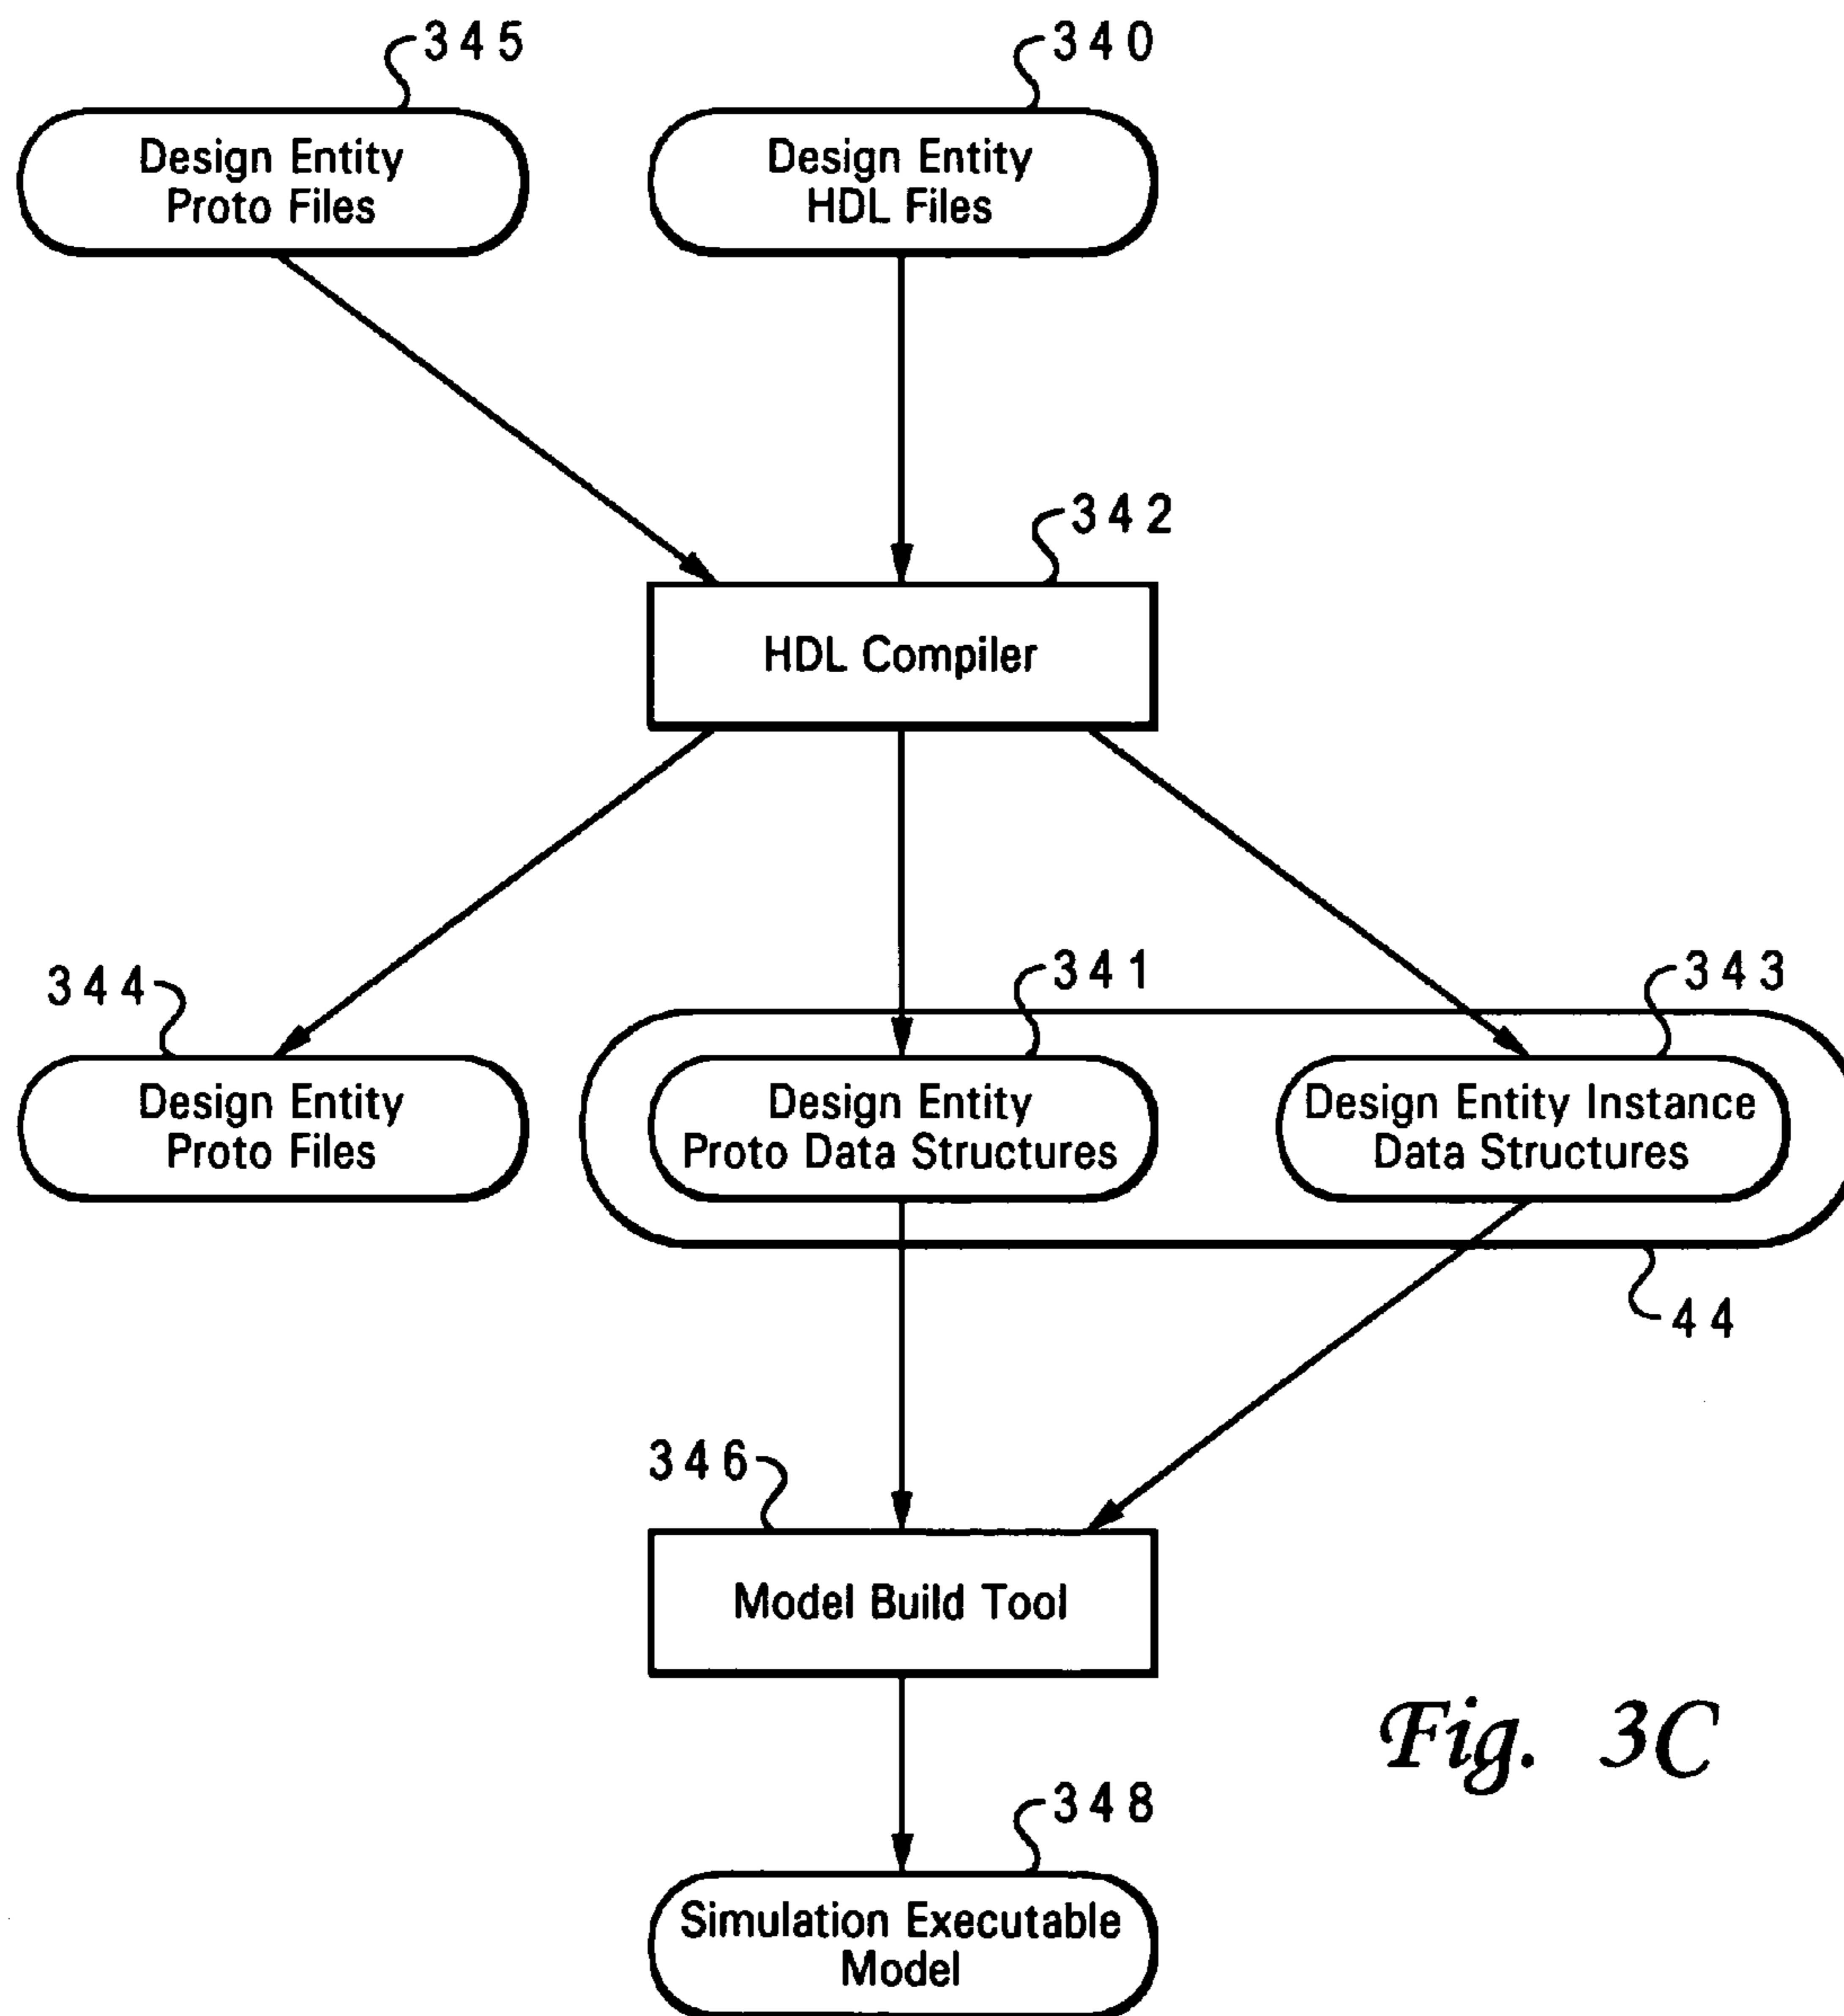 345
340
Design Entity
Proto Files
Design Entity
HDL Files
342
HDL Compiler
344
341
343
Design Entity
Proto Files
Design Entity
Proto Data Structures
Design Entity Instance
Data Structures
44
346
Model Build Tool
Fig. 3C
348
Simulation Executable
Model